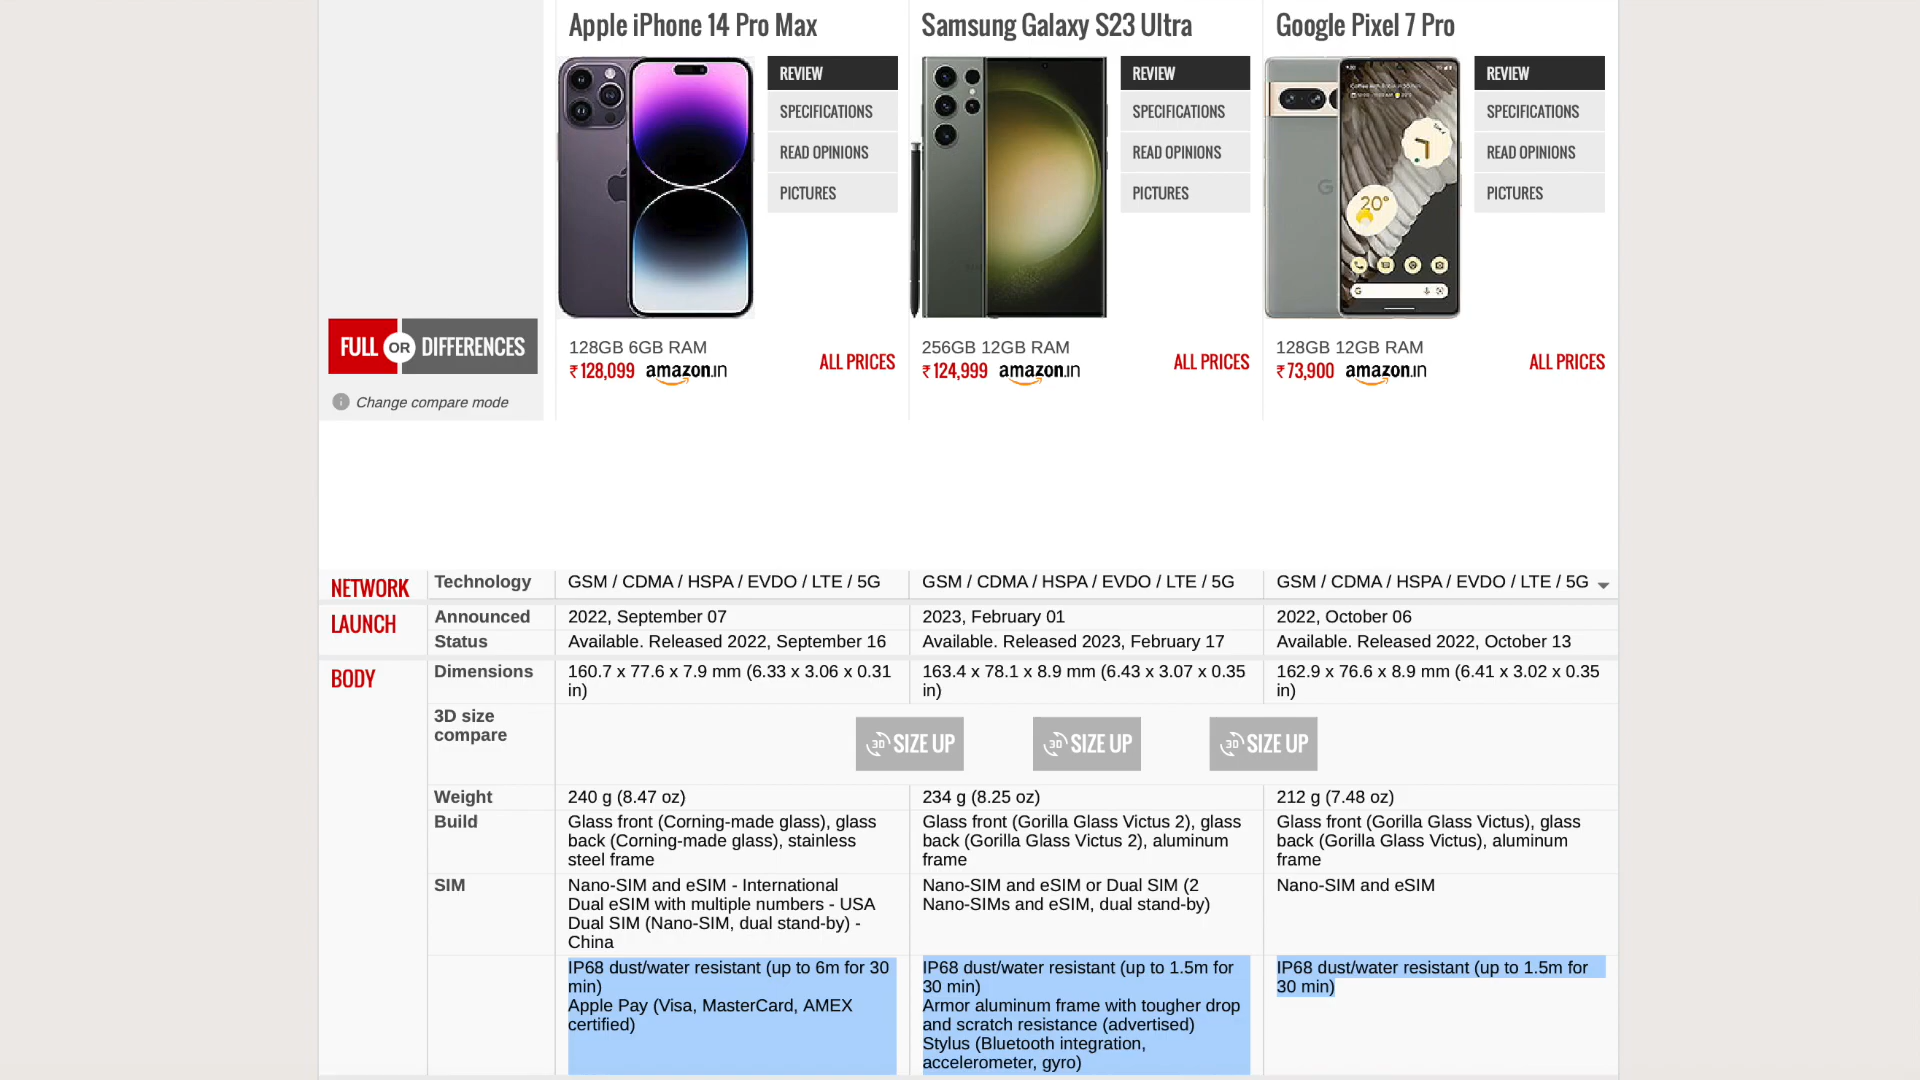 Apple iPhone 14 Pro Max
Samsung Galaxy S23 Ultra
Google Pixel 7 Pro
REVIEW
SPECIFICATIONS
READ OPINIONS
PICTURES
REVIEW
SPECIFICATIONS
READ OPINIONS
PICTURES
REVIEW
SPECIFICATIONS
READ OPINIONS
PICTURES
20°
FULL OR DIFFERENCES
Change compare mode
128GB 6GB RAM
₹128,099 amazon.in
ALL PRICES
256GB 12GB RAM
₹124,999 amazon.in
ALL PRICES
128GB 12GB RAM
₹73,900 amazon.in
ALL PRICES
NETWORK
Technology
GSM / CDMA / HSPA / EVDO / LTE / 5G
GSM / CDMA / HSPA / EVDO / LTE / 5G
GSM / CDMA / HSPA / EVDO / LTE / 5G
LAUNCH
Announced
2022, September 07
2023, February 01
2022, October 06
Status
Available. Released 2022, September 16
Available. Released 2023, February 17
Available. Released 2022, October 13
BODY
Dimensions
160.7 x 77.6 x 7.9 mm (6.33 x 3.06 x 0.31
in)
163.4 x 78.1 x 8.9 mm (6.43 x 3.07 x 0.35
in)
162.9 x 76.6 x 8.9 mm (6.41 x 3.02 x 0.35
in)
3D size
compare
3D SIZE UP
3D SIZE UP
3D SIZE UP
Weight
240 g (8.47 oz)
234 g (8.25 oz)
212 g (7.48 oz)
Build
Glass front (Corning-made glass), glass
back (Corning-made glass), stainless
steel frame
Glass front (Gorilla Glass Victus 2), glass
back (Gorilla Glass Victus 2), aluminum
frame
Glass front (Gorilla Glass Victus), glass
back (Gorilla Glass Victus), aluminum
frame
SIM
Nano-SIM and eSIM - International
Dual eSIM with multiple numbers - USA
Dual SIM (Nano-SIM, dual stand-by) -
China
Nano-SIM and eSIM or Dual SIM (2
Nano-SIMs and eSIM, dual stand-by)
Nano-SIM and eSIM
IP68 dust/water resistant (up to 6m for 30
min)
Apple Pay (Visa, MasterCard, AMEX
certified)
IP68 dust/water resistant (up to 1.5m for
30 min)
Armor aluminum frame with tougher drop
and scratch resistance (advertised)
Stylus (Bluetooth integration,
accelerometer, gyro)
IP68 dust/water resistant (up to 1.5m for
30 min)